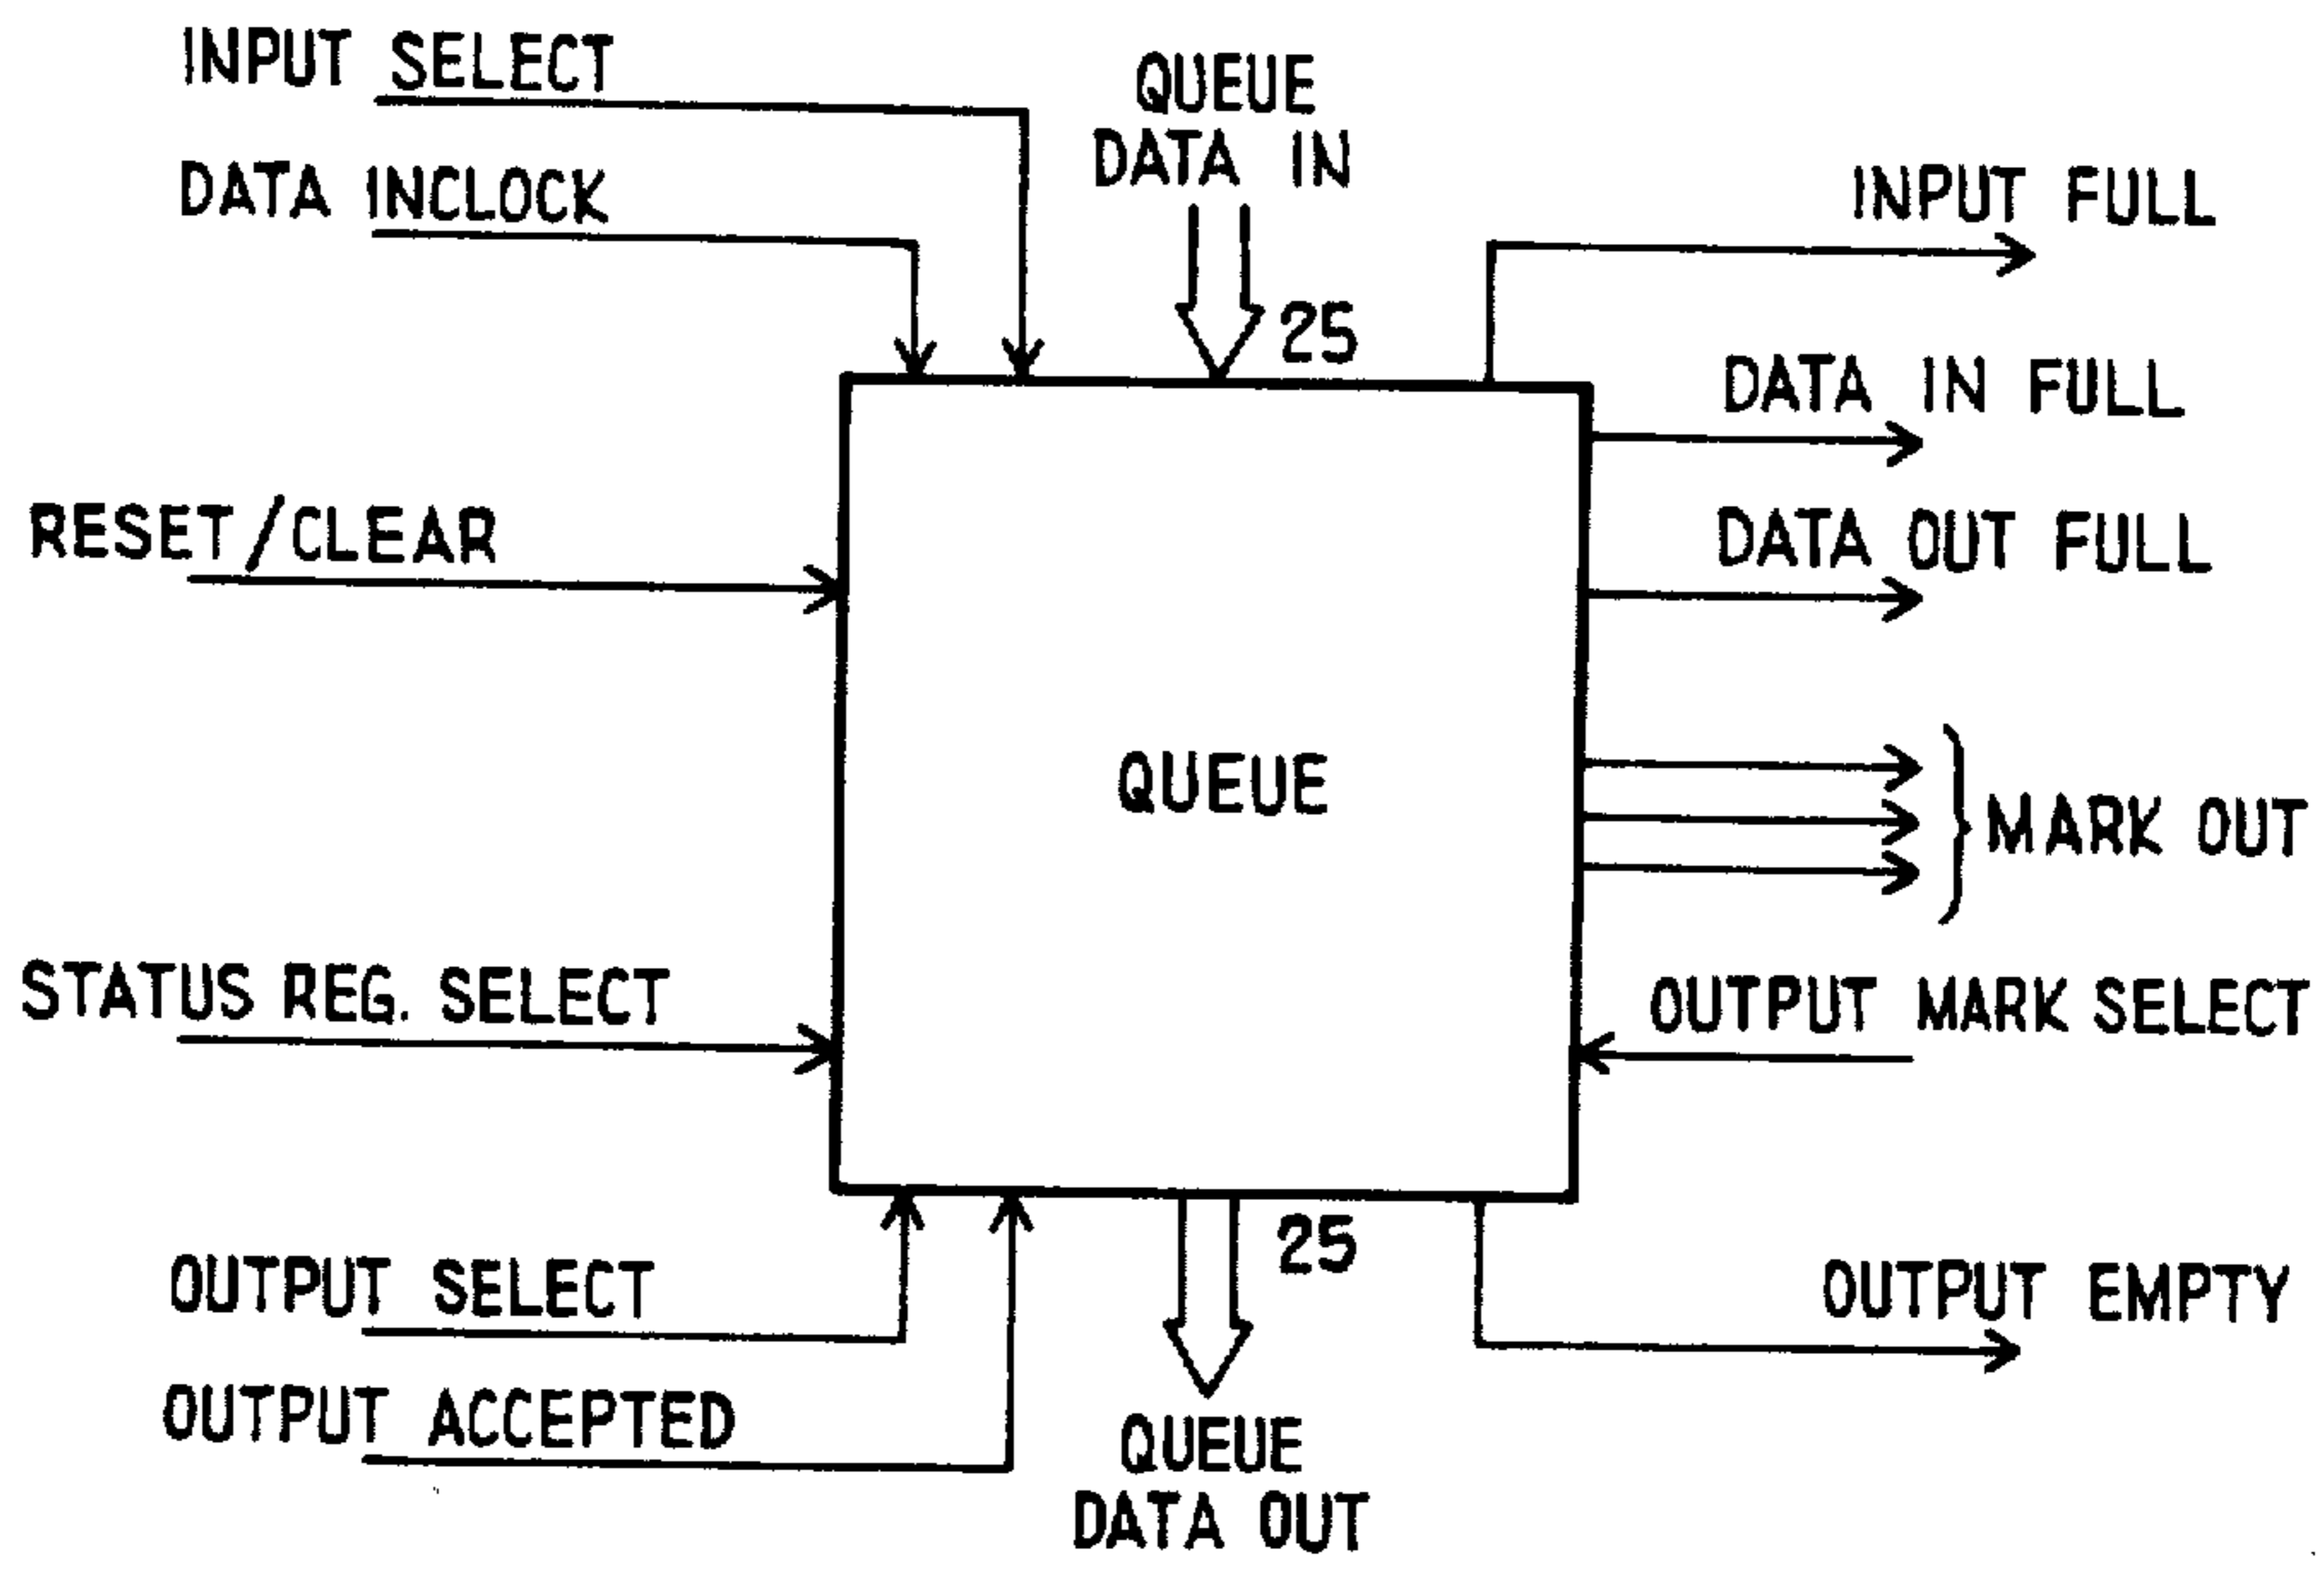 INPUT SELECT
QUEUE
DATA IN
DATA INCLOCK
INPUT FULL
25
DATA IN FULL
RESET/CLEAR
DATA OUT FULL
QUEUE
MARK OUT
STATUS REG. SELECT
OUTPUT MARK SELECT
25
OUTPUT SELECT
OUTPUT EMPTY
OUTPUT ACCEPTED
QUEUE
DATA OUT